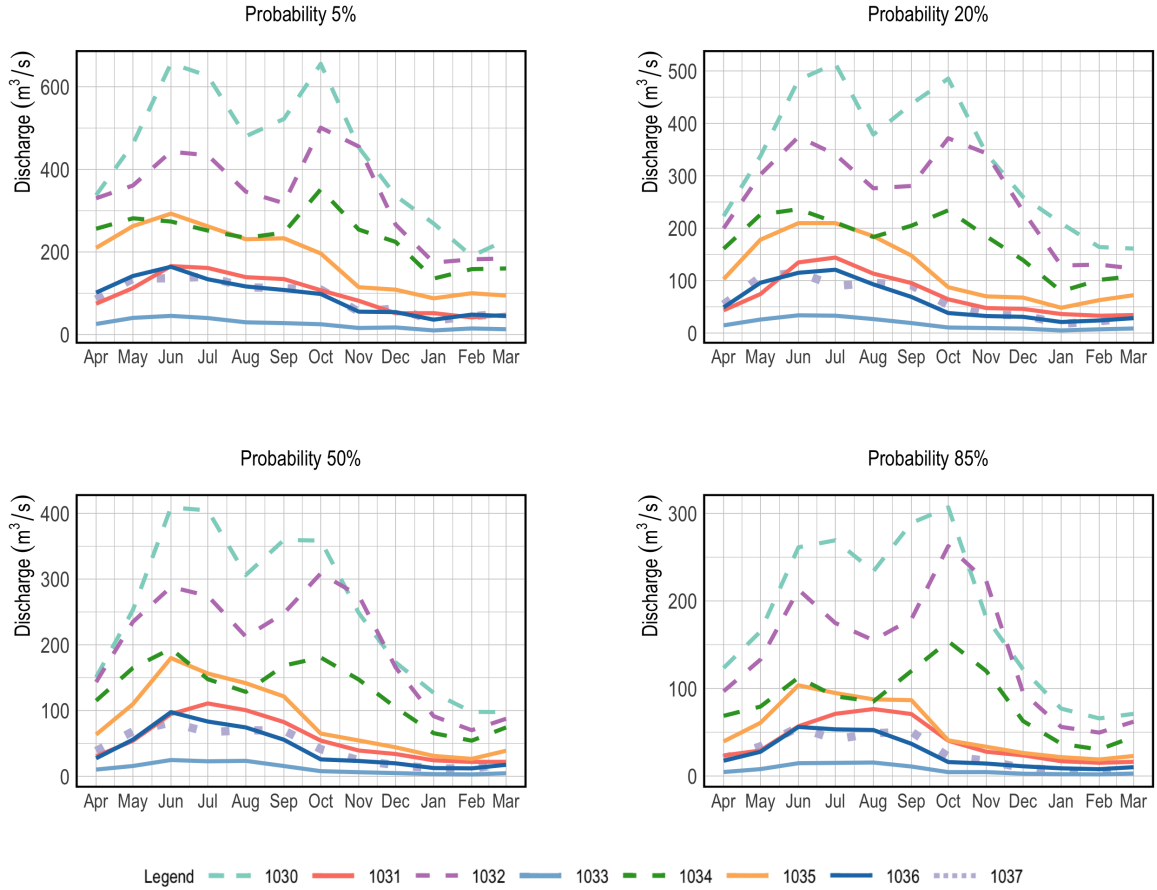 Probability 5%
Discharge (m³/s)
600
400
200
0
Apr May Jun Jul Aug Sep Oct Nov Dec Jan Feb Mar
Probability 20%
Discharge (m³/s)
500
400
300
200
100
0
Apr May Jun Jul Aug Sep Oct Nov Dec Jan Feb Mar
Probability 50%
Discharge (m³/s)
400
300
200
100
0
Apr May Jun Jul Aug Sep Oct Nov Dec Jan Feb Mar
Probability 85%
Discharge (m³/s)
300
200
100
0
Apr May Jun Jul Aug Sep Oct Nov Dec Jan Feb Mar
Legend 1030 1031 1032 1033 1034 1035 1036 1037